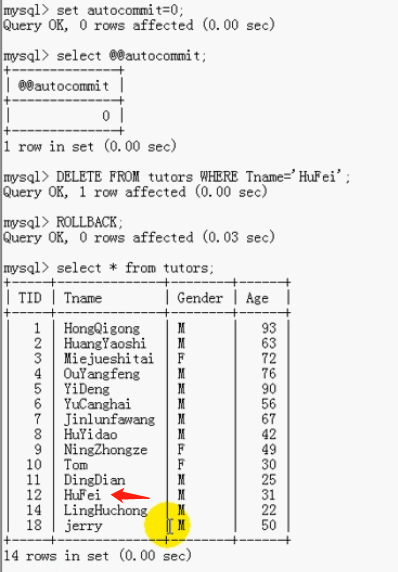 mysql> set autocommit=0;
Query OK, 0 rows affected (0.00 sec)
mysql> select @@autocommit;
+--------------+
| @@autocommit |
+--------------+
|            0 |
+--------------+
1 row in set (0.00 sec)
mysql> DELETE FROM tutors WHERE Tname='HuFei';
Query OK, 1 row affected (0.00 sec)
mysql> ROLLBACK;
Query OK, 0 rows affected (0.03 sec)
mysql> select * from tutors;
+-----+--------------+--------+------+
| TID | Tname        | Gender | Age  |
+-----+--------------+--------+------+
|   1 | HongQigong   | M      |   93 |
|   2 | HuangYaoshi  | M      |   63 |
|   3 | Miejueshitai | F      |   72 |
|   4 | OuYangfeng   | M      |   76 |
|   5 | YiDeng       | M      |   90 |
|   6 | YuCanghai    | M      |   56 |
|   7 | Jinlunfawang | M      |   67 |
|   8 | HuYidao      | M      |   42 |
|   9 | NingZhongze  | F      |   49 |
|  10 | Tom          | F      |   30 |
|  11 | DingDian     | M      |   25 |
|  12 | HuFei        | M      |   31 |
|  14 | LingHuchong  | M      |   22 |
|  18 | jerry        | M      |   50 |
+-----+--------------+--------+------+
14 rows in set (0.00 sec)